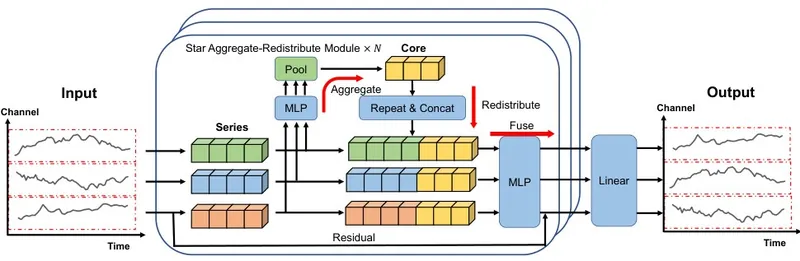 Input
Channel
Time
Star Aggregate-Redistribute Module × N
Core
Pool
Aggregate
MLP
Repeat & Concat
Redistribute
Series
Fuse
MLP
Linear
Residual
Output
Channel
Time